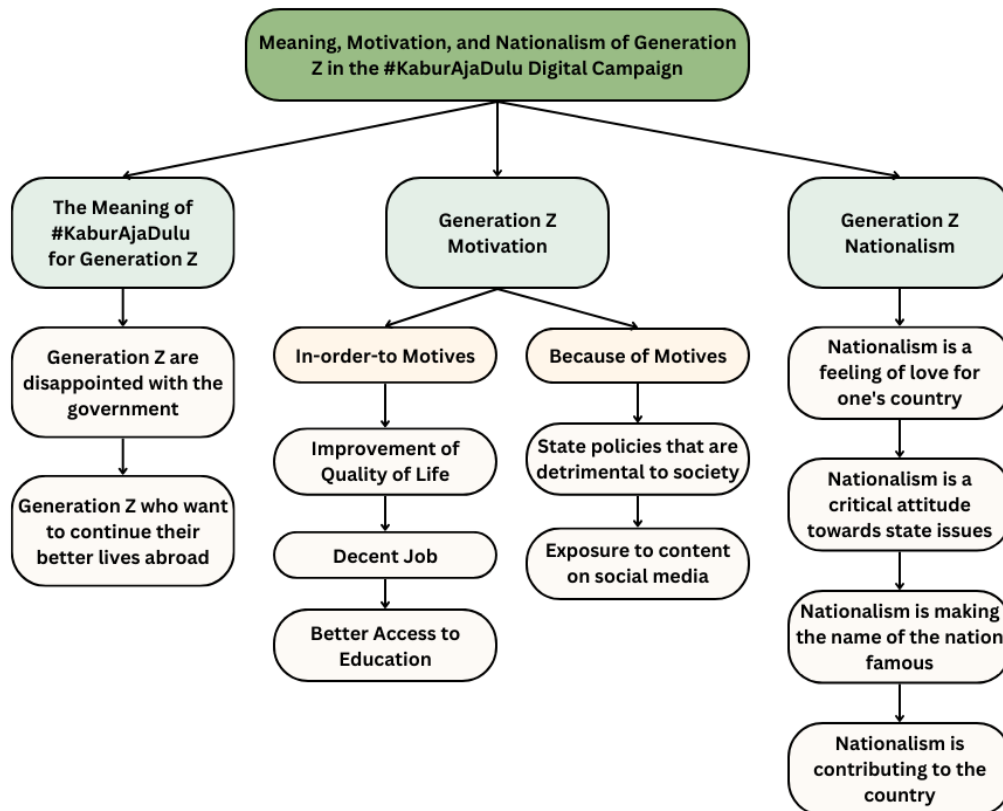 Meaning, Motivation, and Nationalism of Generation
Z in the #KaburAjaDulu Digital Campaign
The Meaning of
#KaburAjaDulu
for Generation Z
Generation Z are
disappointed with the
government
Generation Z who want
to continue their
better lives abroad
Generation Z
Motivation
In-order-to Motives
Improvement of
Quality of Life
Decent Job
Better Access to
Education
Because of Motives
State policies that are
detrimental to society
Exposure to content
on social media
Generation Z
Nationalism
Nationalism is a
feeling of love for
one's country
Nationalism is a
critical attitude
towards state issues
Nationalism is making
the name of the nation
famous
Nationalism is
contributing to the
country